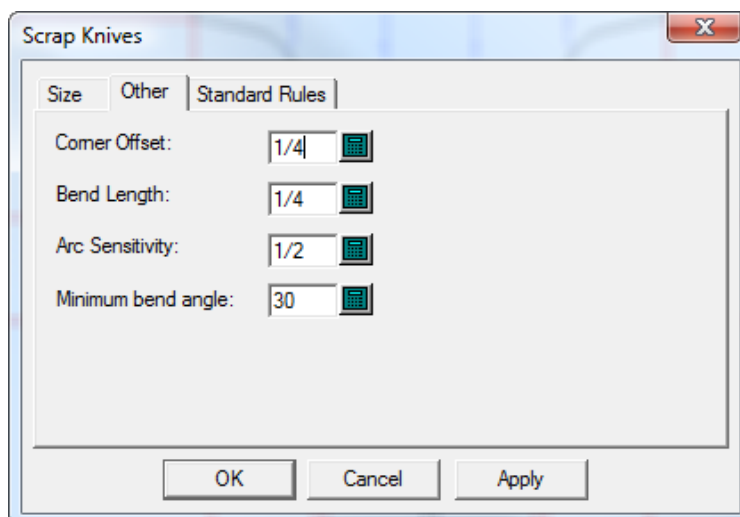 Scrap Knives
Size Other Standard Rules
Corner Offset: 1/4
Bend Length: 1/4
Arc Sensitivity: 1/2
Minimum bend angle: 30
OK Cancel Apply